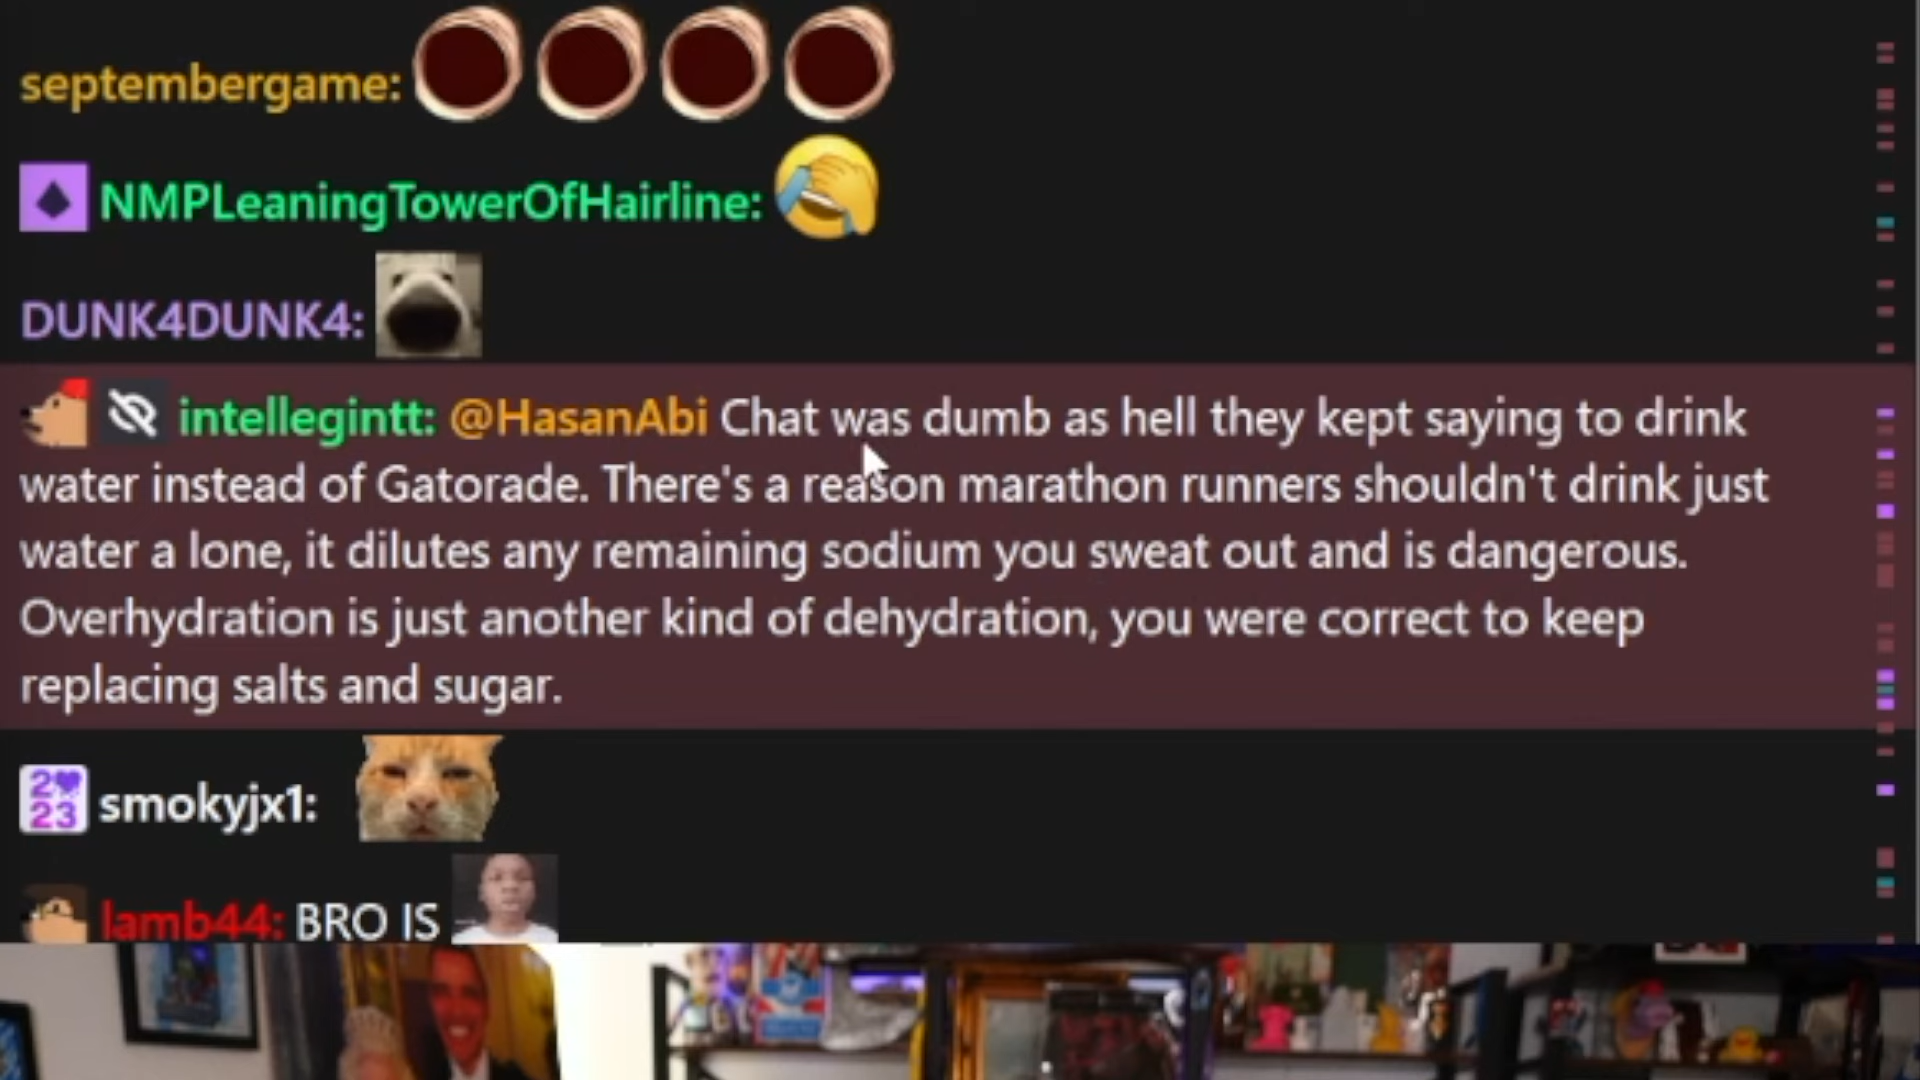 septembergame:
NMPLeaningTowerOfHairline:
DUNK4DUNK4:
intellegintt: @HasanAbi Chat was dumb as hell they kept saying to drink
water instead of Gatorade. There's a reason marathon runners shouldn't drink just
water a lone, it dilutes any remaining sodium you sweat out and is dangerous.
Overhydration is just another kind of dehydration, you were correct to keep
replacing salts and sugar.
2023 smokyjx1:
lamb44: BRO IS